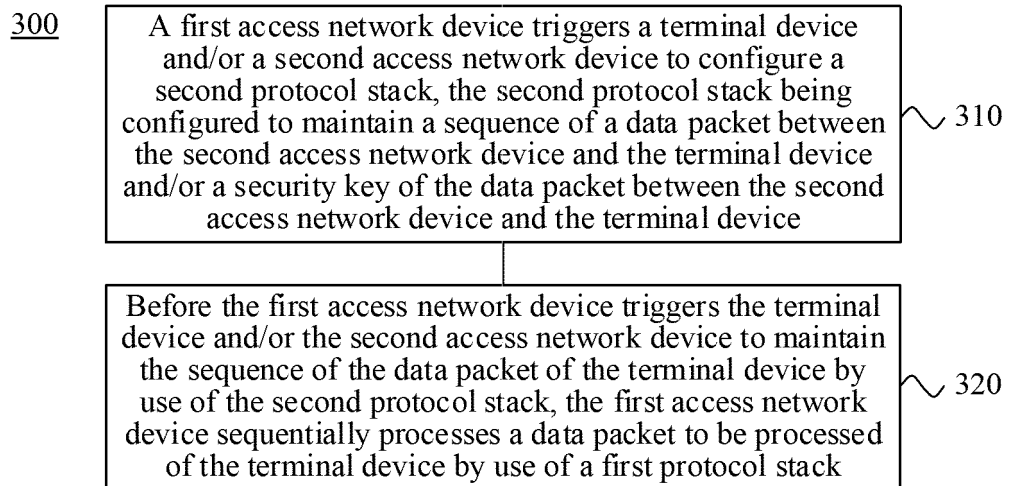 300
A first access network device triggers a terminal device
and/or a second access network device to configure a
second protocol stack, the second protocol stack being
configured to maintain a sequence of a data packet between
the second access network device and the terminal device
and/or a security key of the data packet between the second
access network device and the terminal device
310
Before the first access network device triggers the terminal
device and/or the second access network device to maintain
the sequence of the data packet of the terminal device by
use of the second protocol stack, the first access network
device sequentially processes a data packet to be processed
of the terminal device by use of a first protocol stack
320